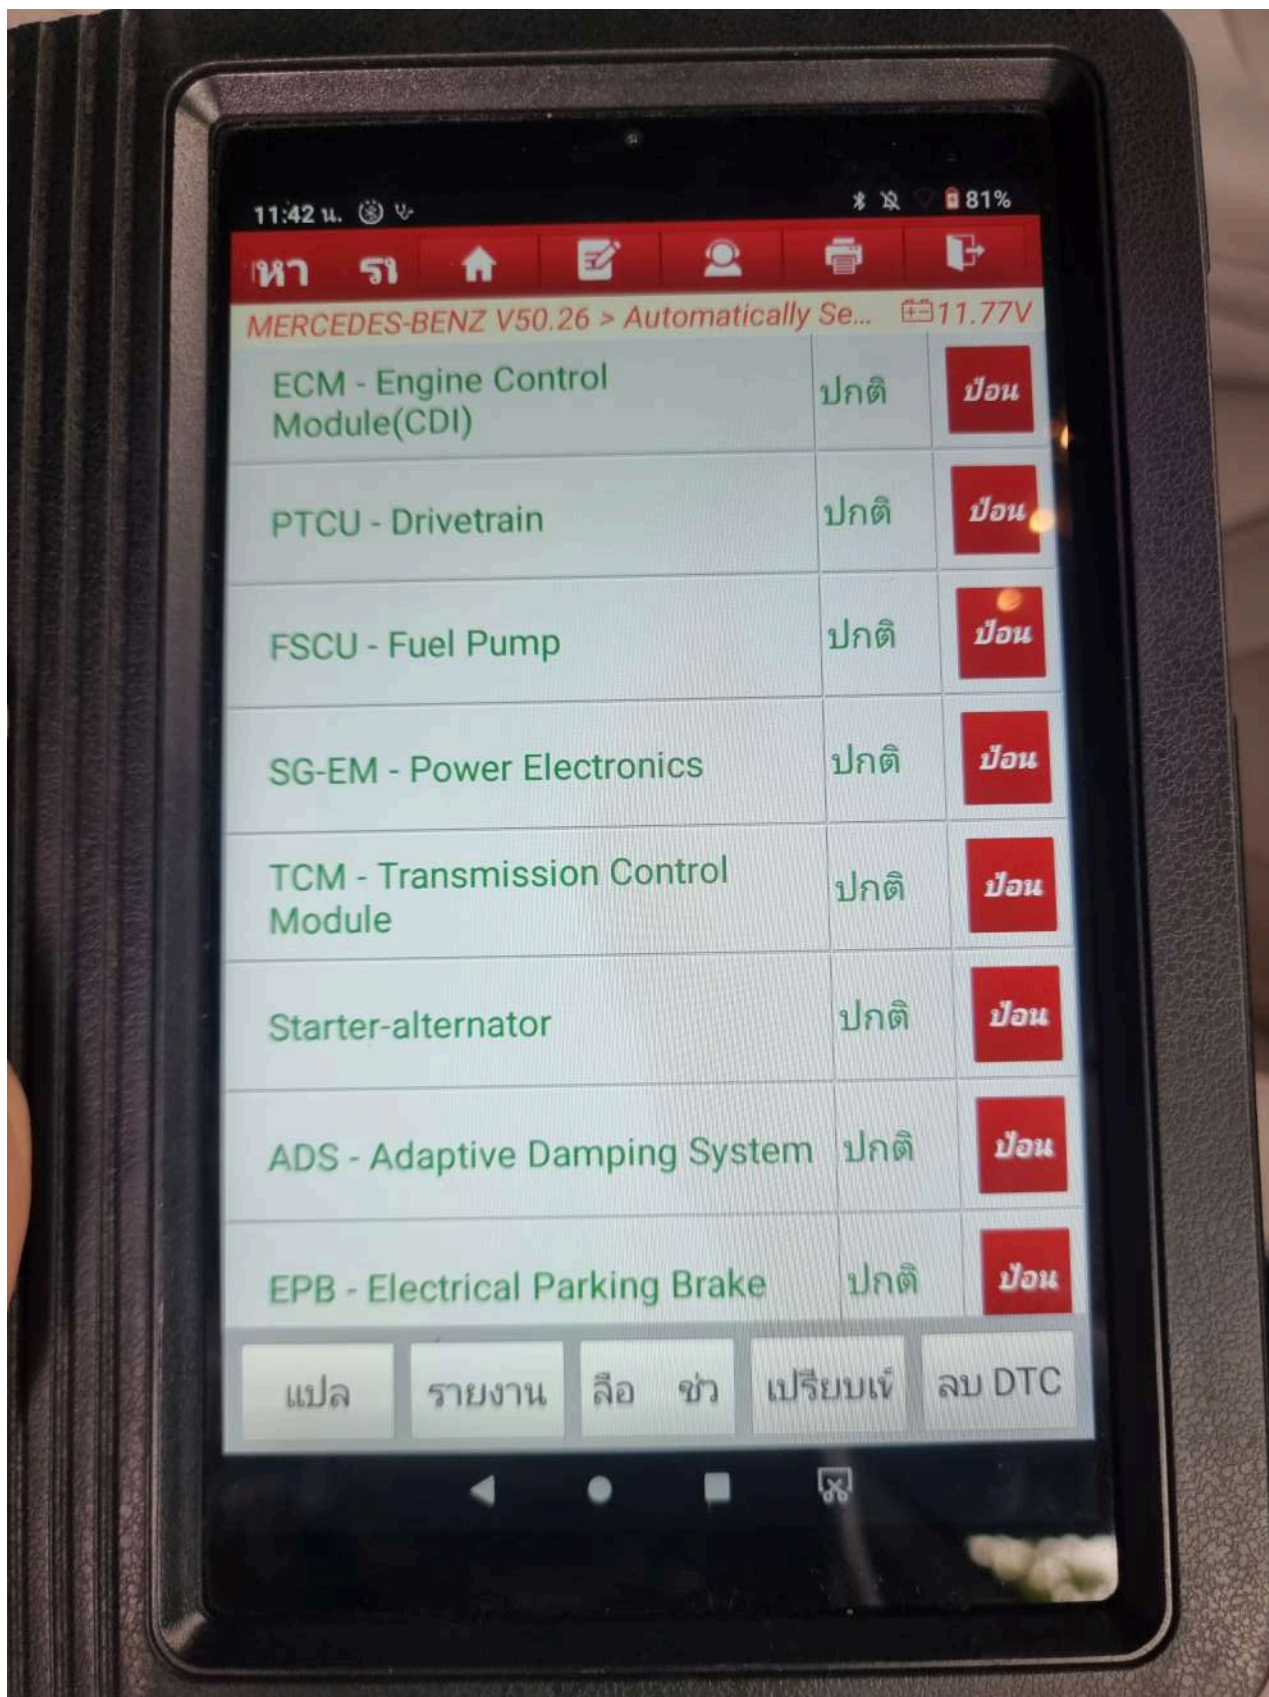 11:42 น.
81%
หา รา
MERCEDES-BENZ V50.26 > Automatically Se... 11.77V
ECM - Engine Control
Module(CDI)
ปกติ
ป้อน
PTCU - Drivetrain
ปกติ
ป้อน
FSCU - Fuel Pump
ปกติ
ป้อน
SG-EM - Power Electronics
ปกติ
ป้อน
TCM - Transmission Control
Module
ปกติ
ป้อน
Starter-alternator
ปกติ
ป้อน
ADS - Adaptive Damping System
ปกติ
ป้อน
EPB - Electrical Parking Brake
ปกติ
ป้อน
แปล รายงาน ลือ ช่ว เปรียบเท ลบ DTC